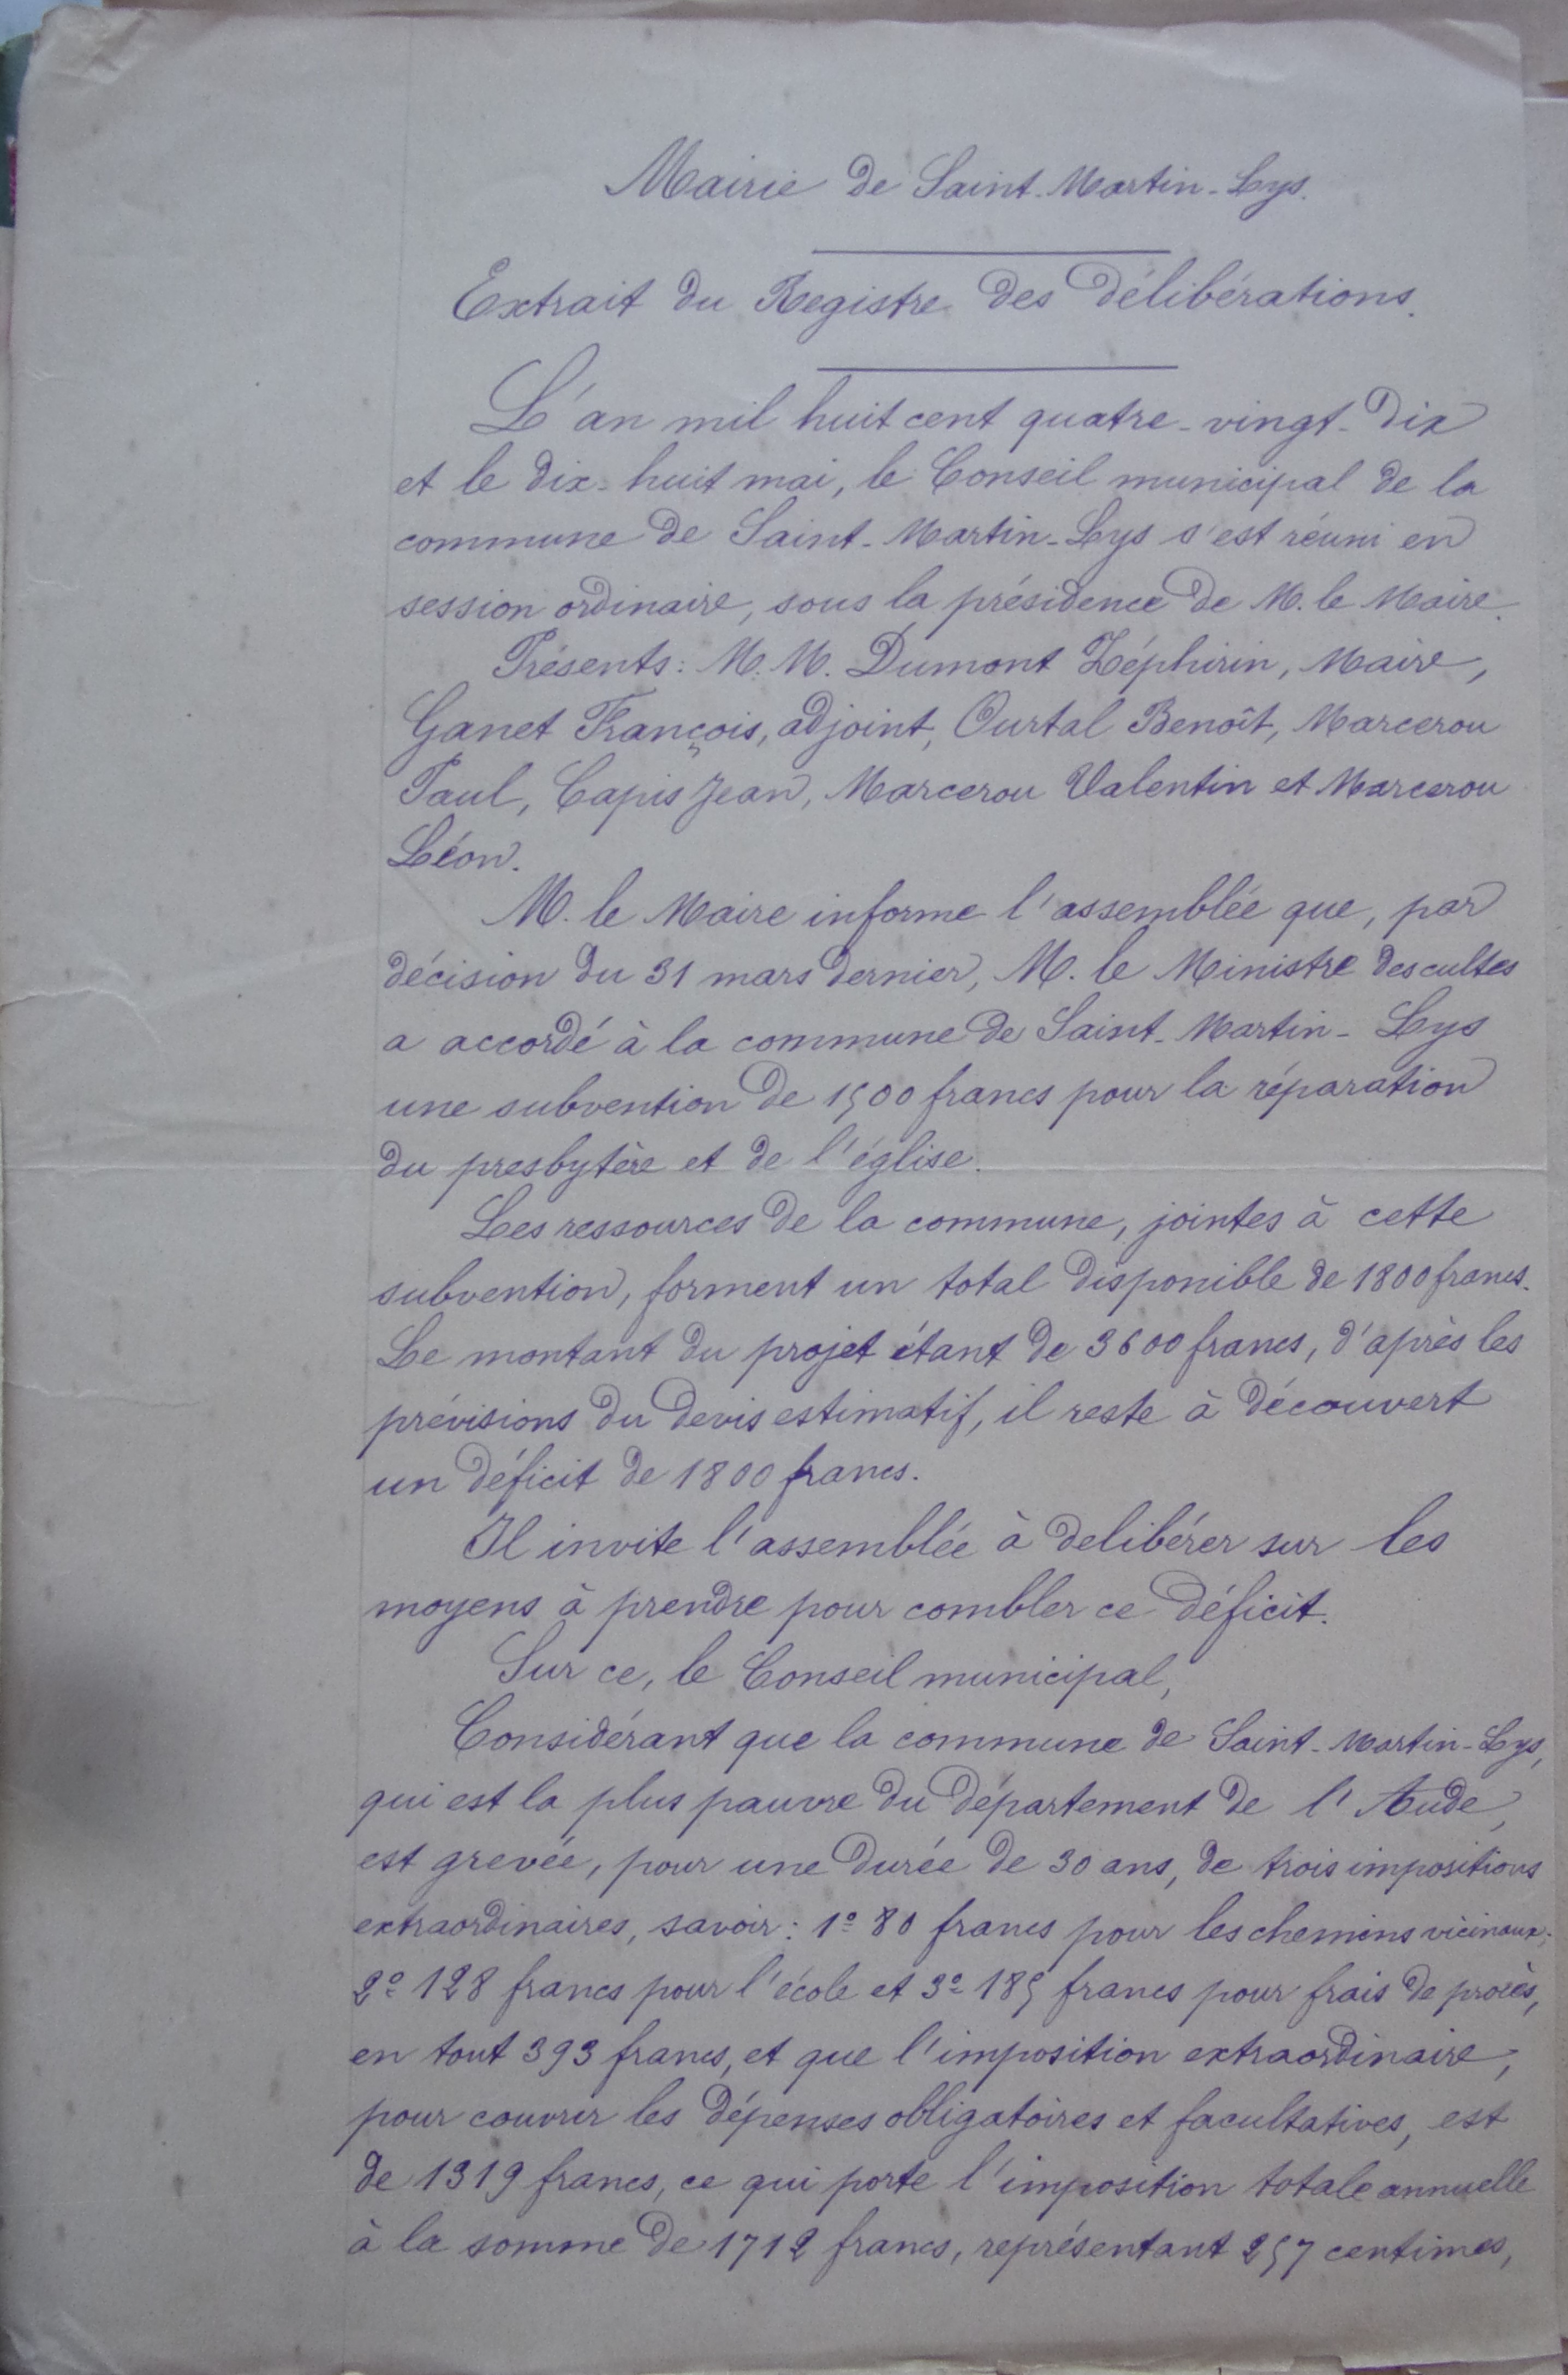 Mairie de Saint-Martin-Lys.
Extrait du Registre des délibérations.
L'an mil huit cent quatre-vingt-dix
et le dix-huit mai, le Conseil municipal de la
commune de Saint-Martin-Lys s'est réuni en
session ordinaire, sous la présidence de M. le Maire.
Présents: M.M. Dumont Zéphirin, Maire,
Ganet François, adjoint, Ourtal Benoît, Marcerou
Paul, Capis Jean, Marcerou Valentin et Marcerou
Léon.
M. le Maire informe l'assemblée que, par
décision du 31 mars dernier, M. le Ministre des cultes
a accordé à la commune de Saint-Martin-Lys
une subvention de 1500 francs pour la réparation
du presbytère et de l'église.
Les ressources de la commune, jointes à cette
subvention, forment un total disponible de 1800 francs.
Le montant du projet étant de 3600 francs, d'après les
prévisions du devis estimatif, il reste à découvert
un déficit de 1800 francs.
Il invite l'assemblée à delibérer sur les
moyens à prendre pour combler ce déficit.
Sur ce, le Conseil municipal,
Considérant que la commune de Saint-Martin-Lys,
qui est la plus pauvre du département de l'Aude,
est grevée, pour une durée de 30 ans, de trois impositions
extraordinaires, savoir: 1º 80 francs pour les chemins vicinaux;
2º 128 francs pour l'école et 3º 185 francs pour frais de procès,
en tout 393 francs, et que l'imposition extraordinaire,
pour couvrir les dépenses obligatoires et facultatives, est
de 1319 francs, ce qui porte l'imposition totale annuelle
à la somme de 1712 francs, représentant 257 centimes,